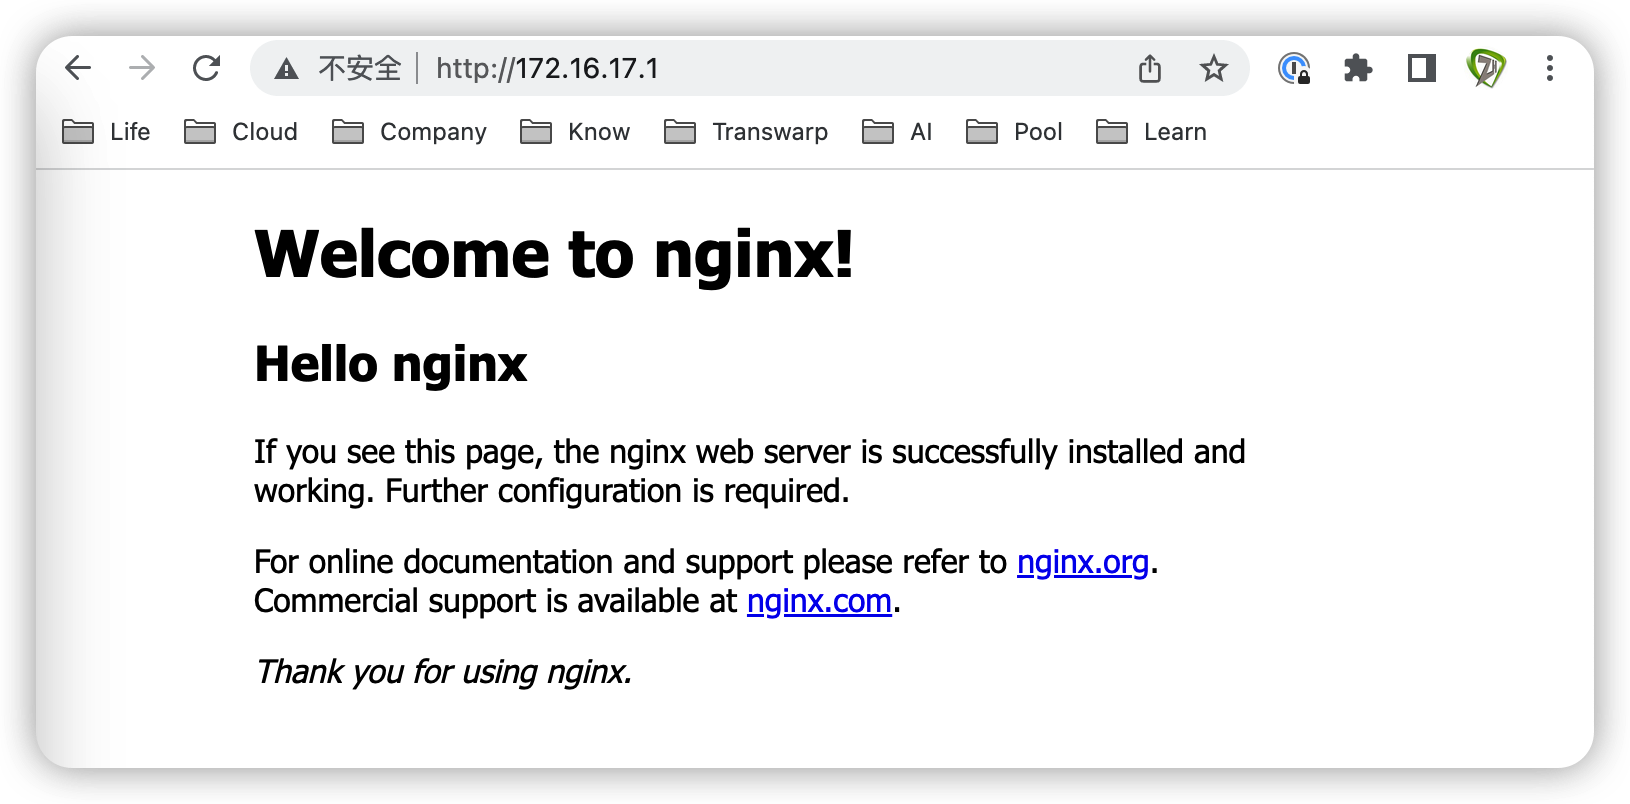 不安全 http://172.16.17.1
Life Cloud Company Know Transwarp AI Pool Learn
Welcome to nginx!
Hello nginx
If you see this page, the nginx web server is successfully installed and
working. Further configuration is required.
For online documentation and support please refer to nginx.org.
Commercial support is available at nginx.com.
Thank you for using nginx.